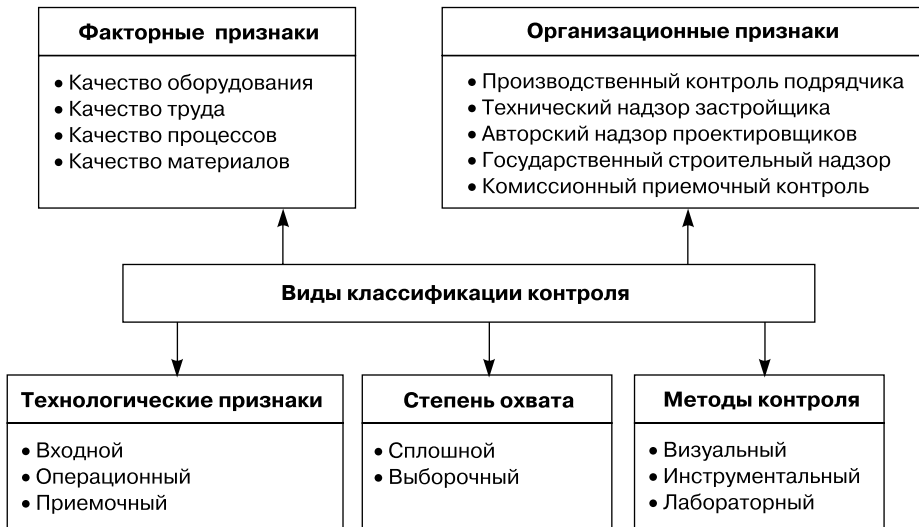 Факторные признаки
• Качество оборудования
• Качество труда
• Качество процессов
• Качество материалов
Организационные признаки
• Производственный контроль подрядчика
• Технический надзор застройщика
• Авторский надзор проектировщиков
• Государственный строительный надзор
• Комиссионный приемочный контроль
Виды классификации контроля
Технологические признаки
• Входной
• Операционный
• Приемочный
Степень охвата
• Сплошной
• Выборочный
Методы контроля
• Визуальный
• Инструментальный
• Лабораторный